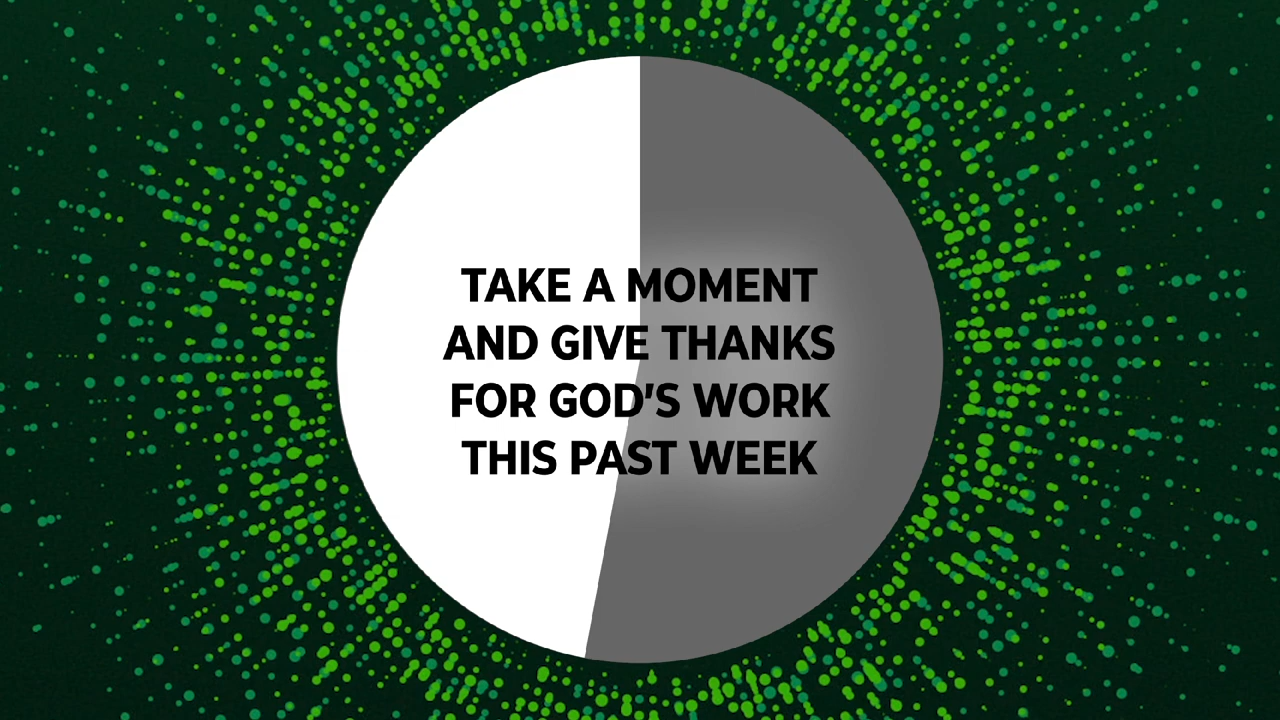 TAKE A MOMENT
AND GIVE THANKS
FOR GOD'S WORK
THIS PAST WEEK